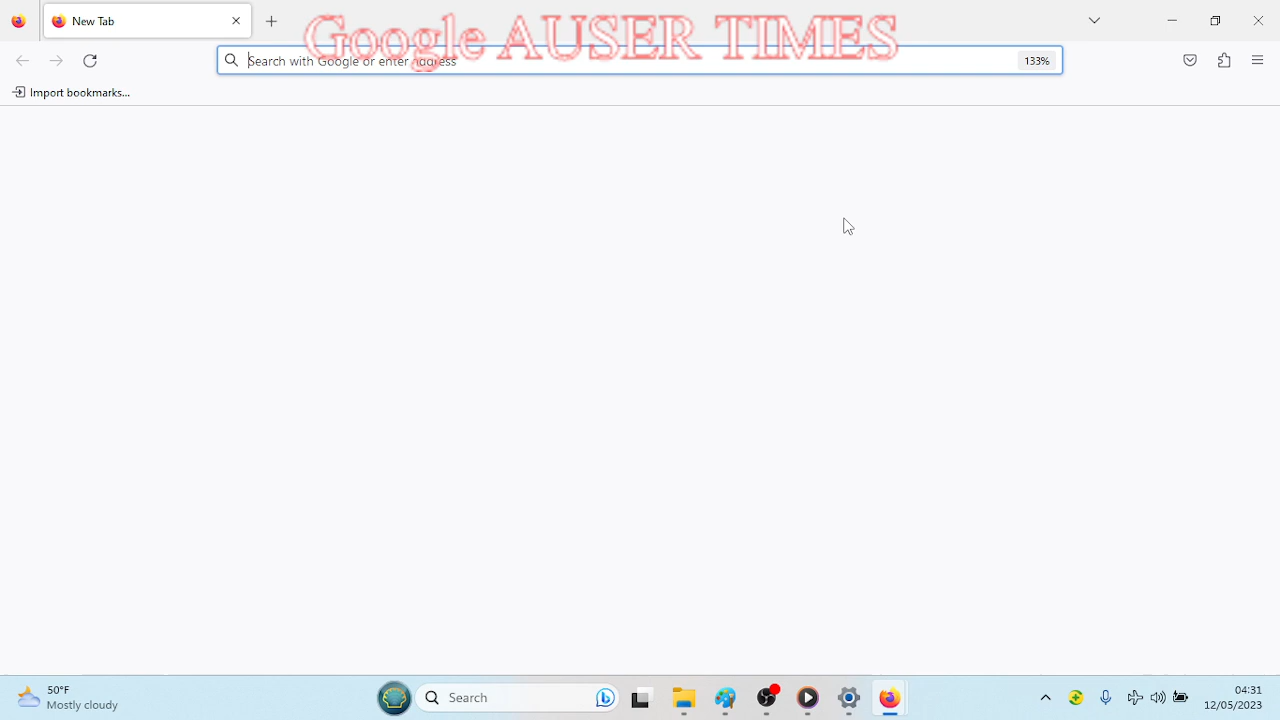 New Tab
Google AUSER TIMES
Search with Google or enter address
133%
Import bookmarks...
50°F
Mostly cloudy
Search
04:31
12/05/2023